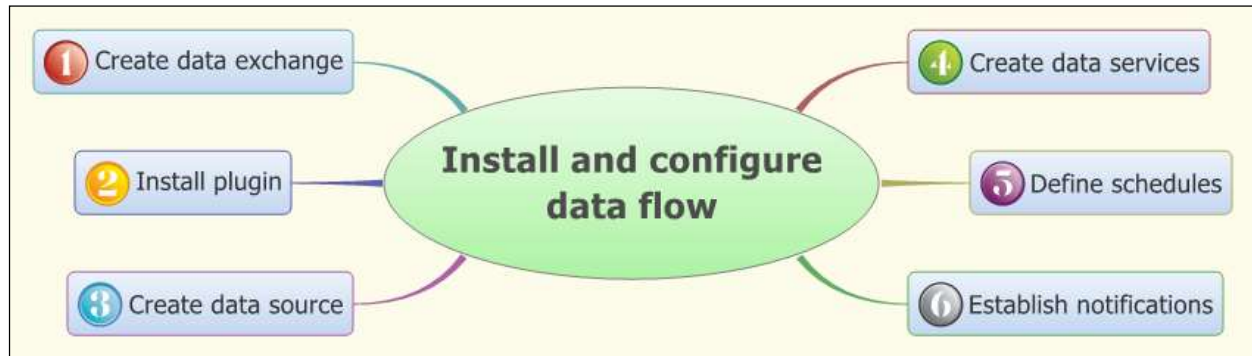 1 Create data exchange
2 Install plugin
3 Create data source
Install and configure
data flow
4 Create data services
5 Define schedules
6 Establish notifications